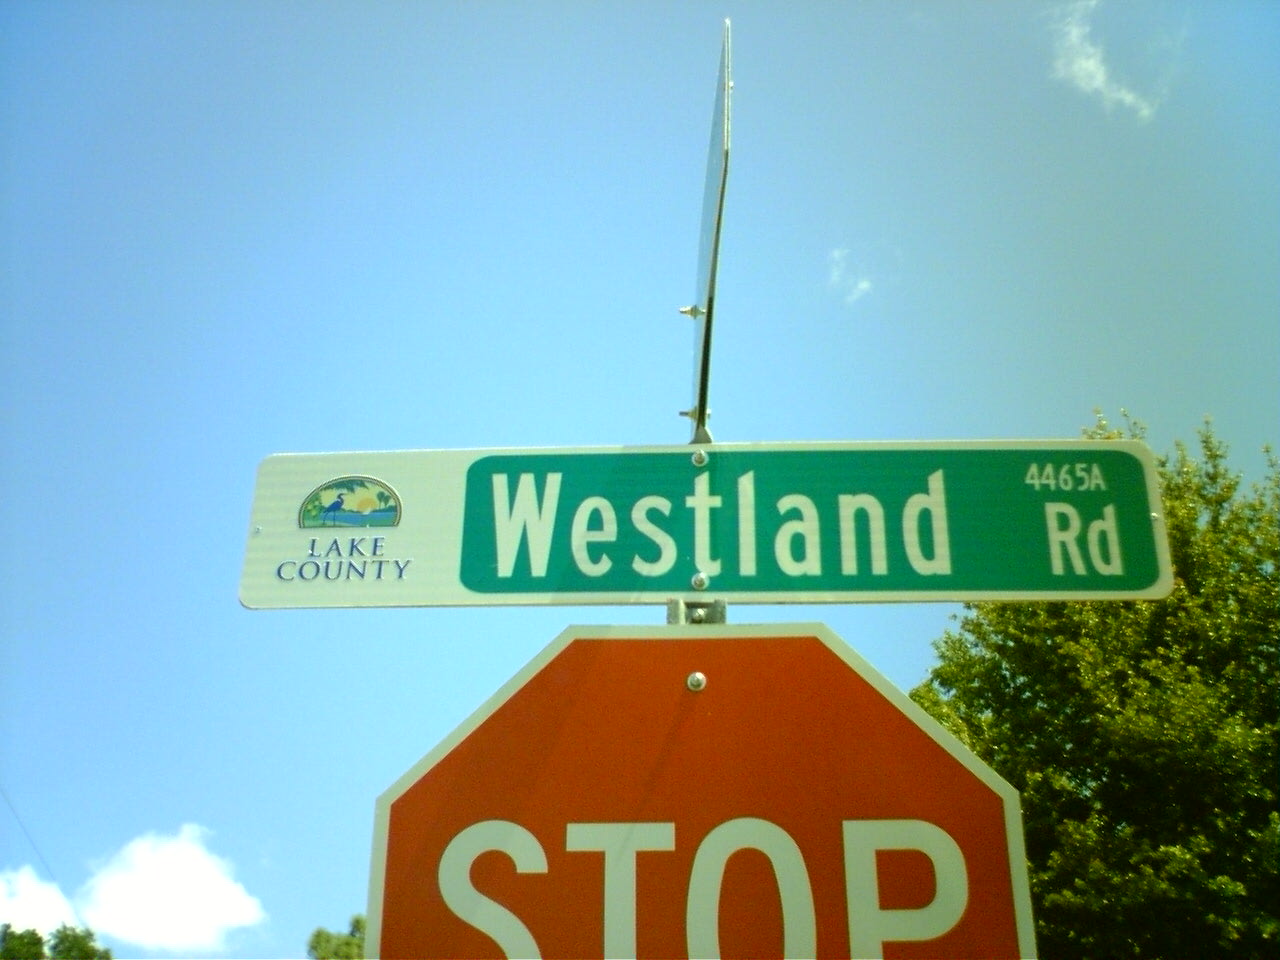 LAKE
COUNTY
Westland
4465A
Rd
STOP